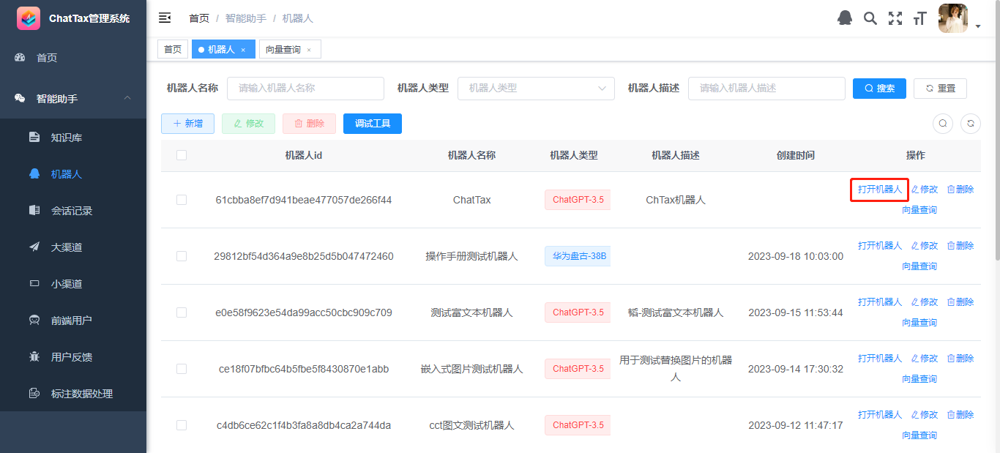 ChatTax管理系统
首页
智能助手
知识库
机器人
会话记录
大渠道
小渠道
前端用户
用户反馈
标注数据处理
首页 / 智能助手 / 机器人
首页 机器人 × 向量查询 ×
机器人名称 请输入机器人名称 机器人类型 机器人类型 机器人描述 请输入机器人描述 搜索 重置
新增 修改 删除 调试工具
机器人id 机器人名称 机器人类型 机器人描述 创建时间 操作
61cbba8ef7d941beae477057de266f44 ChatTax ChatGPT-3.5 ChTax机器人 打开机器人 修改 删除
向量查询
29812bf54d364a9e8b25d5b047472460 操作手册测试机器人 华为盘古-38B 2023-09-18 10:03:00 打开机器人 修改 删除
向量查询
e0e58f9623e54da99acc50cbc909c709 测试富文本机器人 ChatGPT-3.5 韬-测试富文本机器人 2023-09-15 11:53:44 打开机器人 修改 删除
向量查询
ce18f07bfbc64b5fbe5f8430870e1abb 嵌入式图片测试机器人 ChatGPT-3.5 用于测试替换图片的机器 2023-09-14 17:30:32 打开机器人 修改 删除
人 向量查询
c4db6ce62c1f4b3fa8a8db4ca2a744da cct图文测试机器人 ChatGPT-3.5 2023-09-12 11:47:17 打开机器人 修改 删除
向量查询